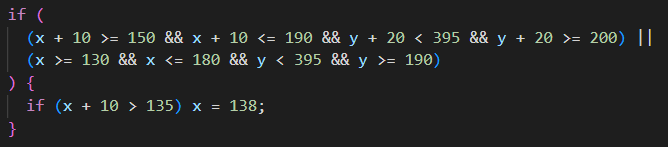 if (
(x + 10 >= 150 && x + 10 <= 190 && y + 20 < 395 && y + 20 >= 200) ||
(x >= 130 && x <= 180 && y < 395 && y >= 190)
) {
if (x + 10 > 135) x = 138;
}